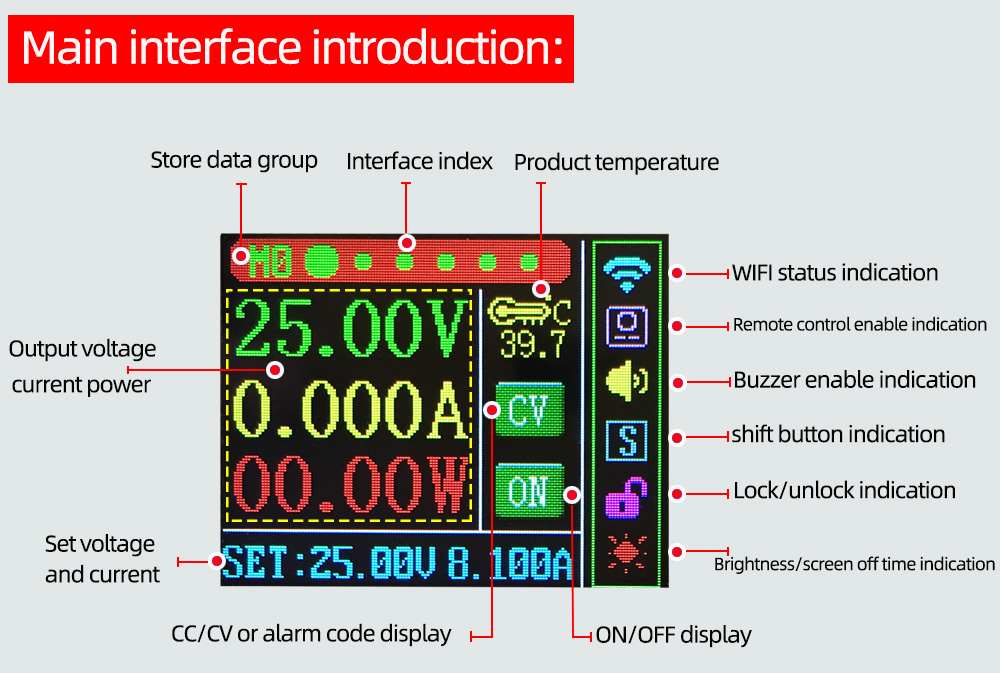 Main interface introduction:
Store data group
Interface index
Product temperature
M0
25.00V
C
39.7
0.000A
CV
00.00W
ON
SET:25.00V 8.100A
S
Output voltage
current power
Set voltage
and current
WIFI status indication
Remote control enable indication
Buzzer enable indication
shift button indication
Lock/unlock indication
Brightness/screen off time indication
CC/CV or alarm code display
ON/OFF display